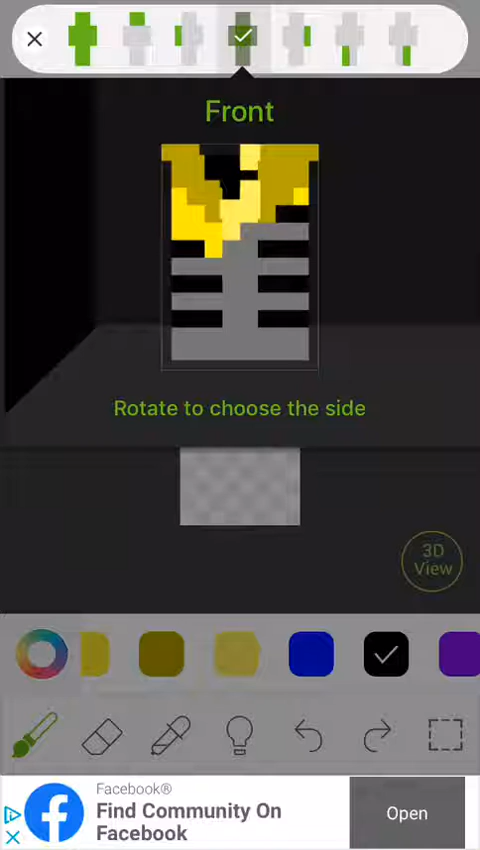 Front
Rotate to choose the side
3D
View
Facebook®
Find Community On
Facebook
Open